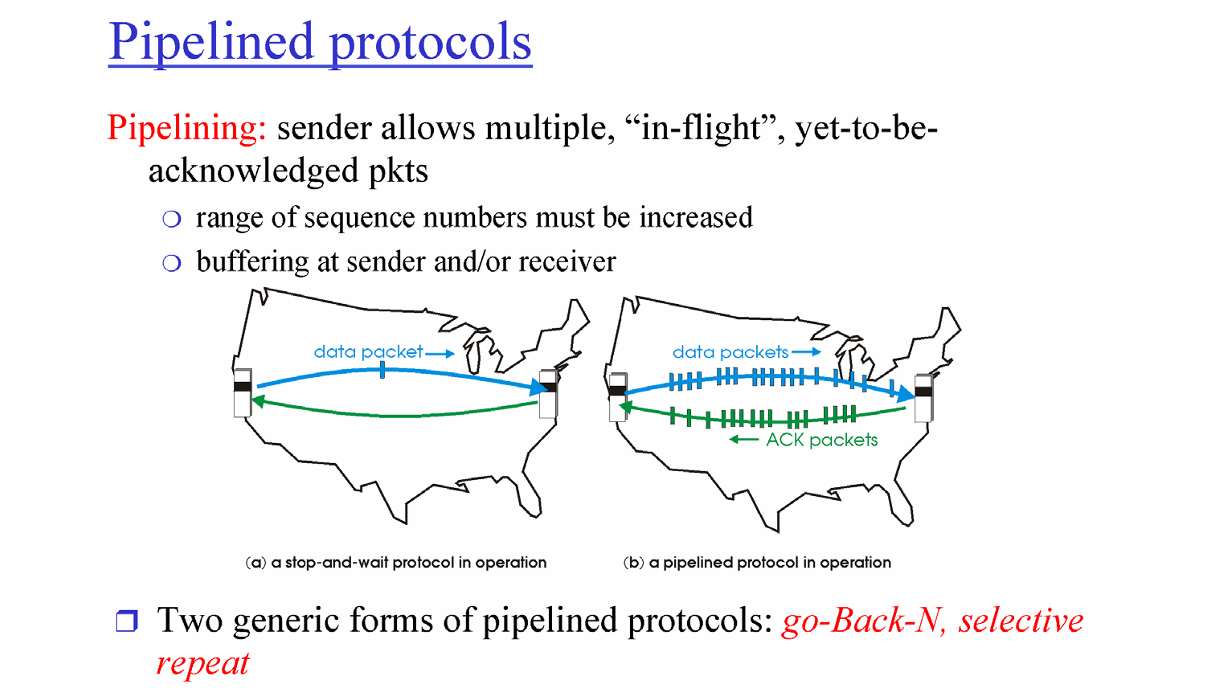 Pipelined protocols
Pipelining: sender allows multiple, “in-flight”, yet-to-be-
acknowledged pkts
range of sequence numbers must be increased
buffering at sender and/or receiver
data packet
data packets
ACK packets
(a) a stop-and-wait protocol in operation
(b) a pipelined protocol in operation
Two generic forms of pipelined protocols: go-Back-N, selective
repeat